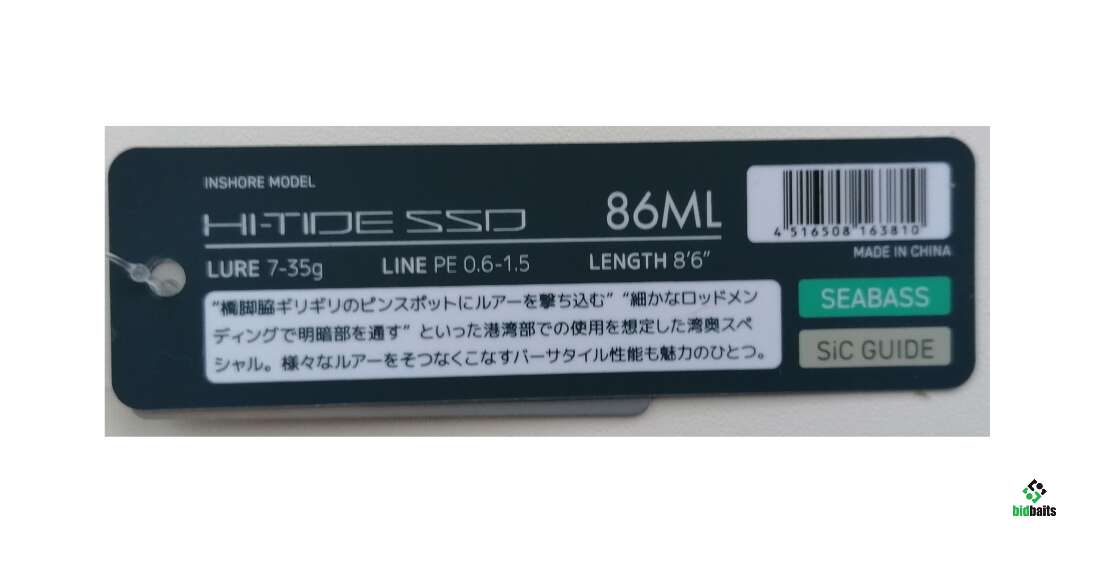 INSHORE MODEL
HI-TIDE SSD 86ML
LURE 7-35g LINE PE 0.6-1.5 LENGTH 8'6"
"橋脚脇ギリギリのピンスポットにルアーを撃ち込む" "細かなロッドメン
ディングで明暗部を通す" といった港湾部での使用を想定した湾奥スペ
シャル。様々なルアーをそつなくこなすバーサタイル性能も魅力のひとつ。
4 516508 163810
MADE IN CHINA
SEABASS
SiC GUIDE
bidbaits